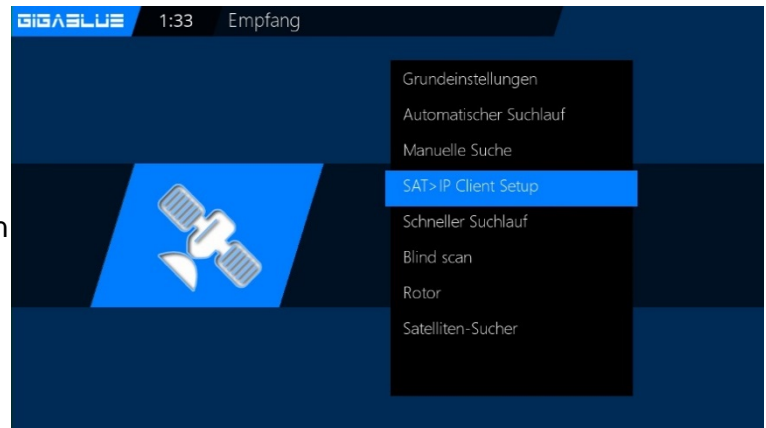 GIGABLUE 1:33 Empfang
Grundeinstellungen
Automatischer Suchlauf
Manuelle Suche
SAT>IP Client Setup
n
Schneller Suchlauf
Blind scan
Rotor
Satelliten-Sucher